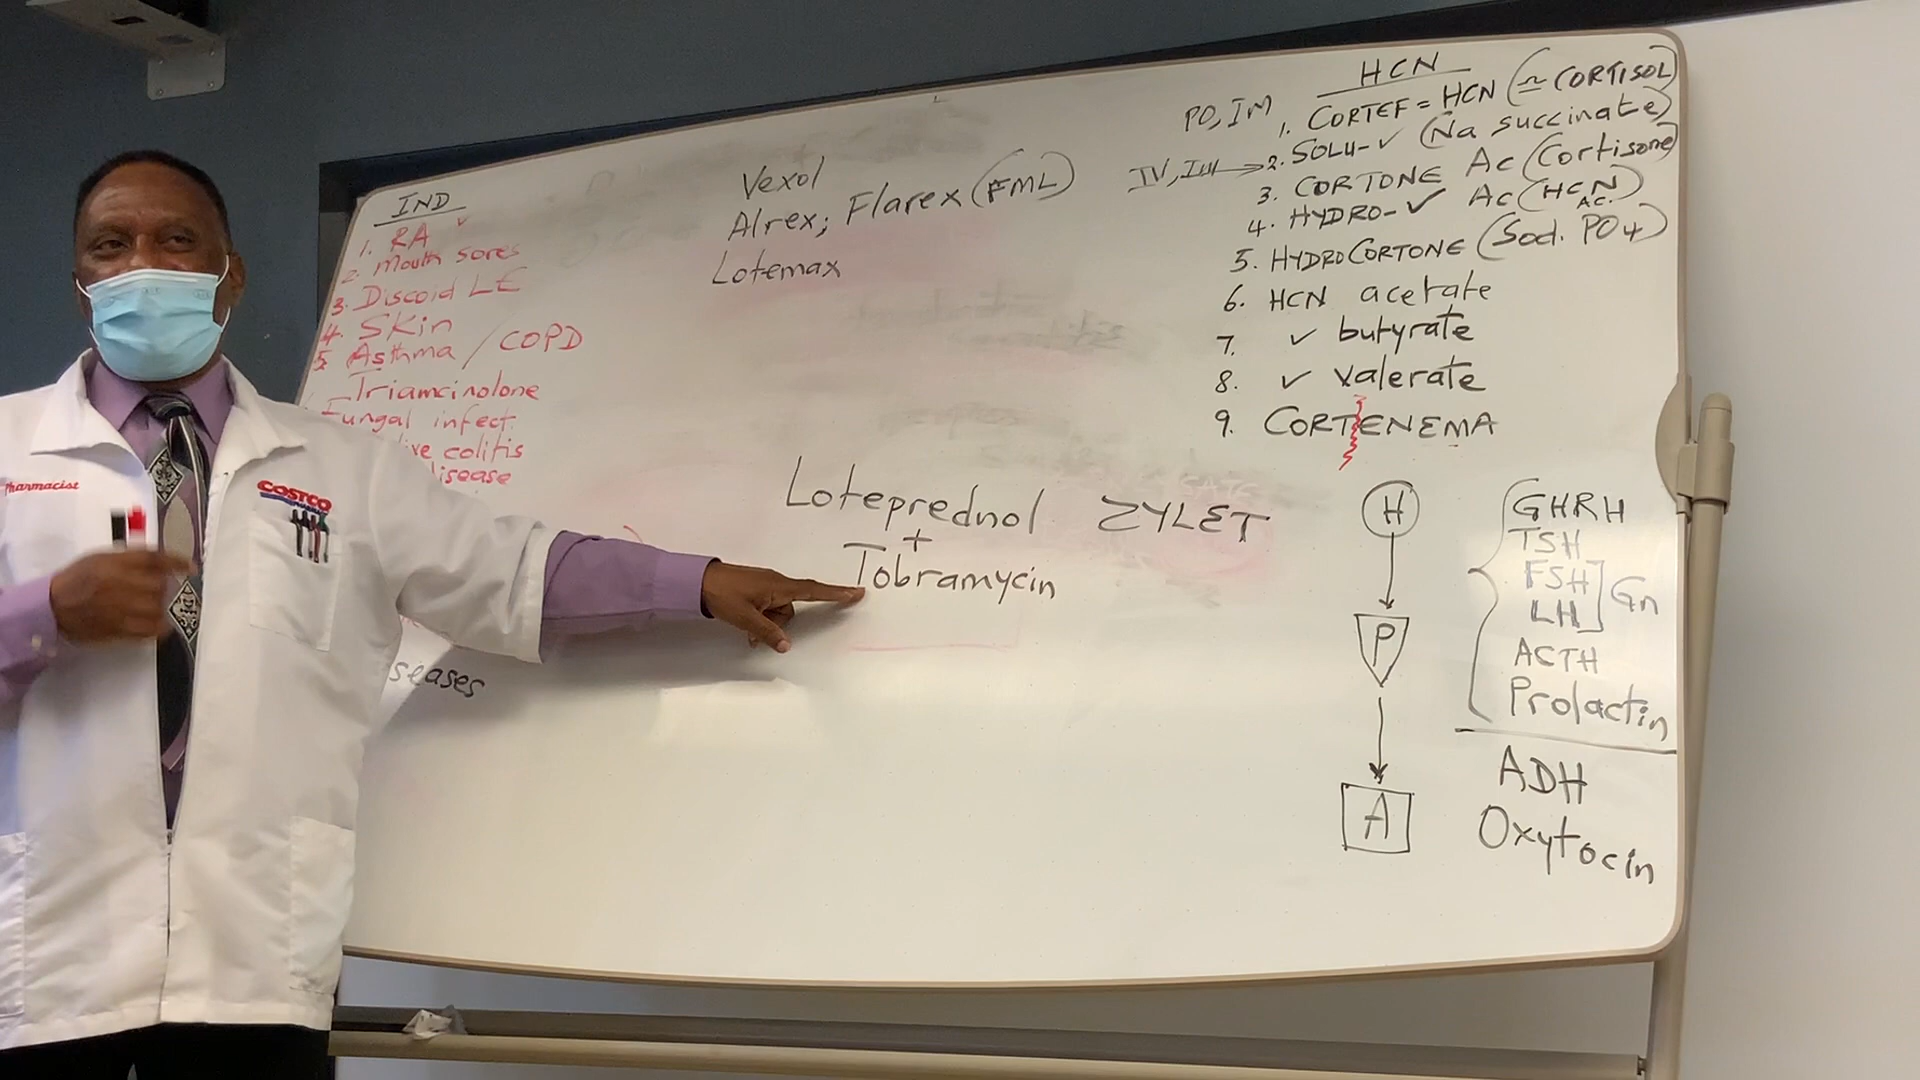 IND
1. RA ✓
2. Mouth sores
3. Discoid LE
4. Skin
5. Asthma / COPD
Triamcinolone
Fungal infect.
colitis
disease
seases
Vexol
Alrex; Flarex (FML)
Lotemax
Loteprednol ZYLET
+
Tobramycin
HCN
PO, IM 1. CORTEF = HCN (≃ CORTISOL)
IV, IM → 2. SOLU- ✓ (Na succinate)
3. CORTONE Ac (Cortisone)
4. HYDRO- ✓ Ac (HCN Ac.)
5. HYDROCORTONE (Sod. PO4)
6. HCN acetate
7. ✓ butyrate
8. ✓ valerate
9. CORTENEMA
H
P
A
GHRH
TSH
FSH
LH
Gn
ACTH
Prolactin
ADH
Oxytocin
Pharmacist
COSTCO